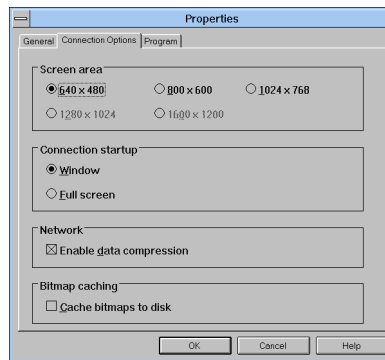 Properties
General Connection Options Program
Screen area
640 x 480 800 x 600 1024 x 768
1280 x 1024 1600 x 1200
Connection startup
Window
Full screen
Network
Enable data compression
Bitmap caching
Cache bitmaps to disk
OK Cancel Help